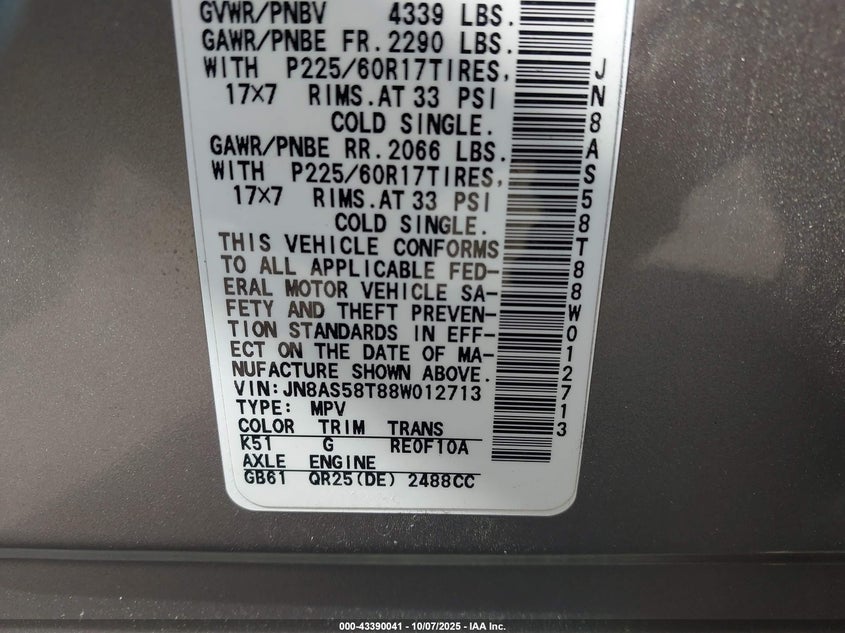 GVWR/PNBV 4339 LBS.
GAWR/PNBE FR.2290 LBS.
WITH P225/60R17TIRES,
17×7 RIMS.AT 33 PSI
COLD SINGLE.
GAWR/PNBE RR.2066 LBS.
WITH P225/60R17TIRES,
17×7 RIMS.AT 33 PSI
COLD SINGLE.
THIS VEHICLE CONFORMS
TO ALL APPLICABLE FED-
ERAL MOTOR VEHICLE SA-
FETY AND THEFT PREVEN-
TION STANDARDS IN EFF-
ECT ON THE DATE OF MA-
NUFACTURE SHOWN ABOVE.
VIN:JN8AS58T88W012713
TYPE: MPV
COLOR TRIM TRANS
K51 G RE0F10A
AXLE ENGINE
GB61 QR25(DE) 2488CC
JN8AS58T88W012713
000-43390041 - 10/07/2025 - IAA Inc.